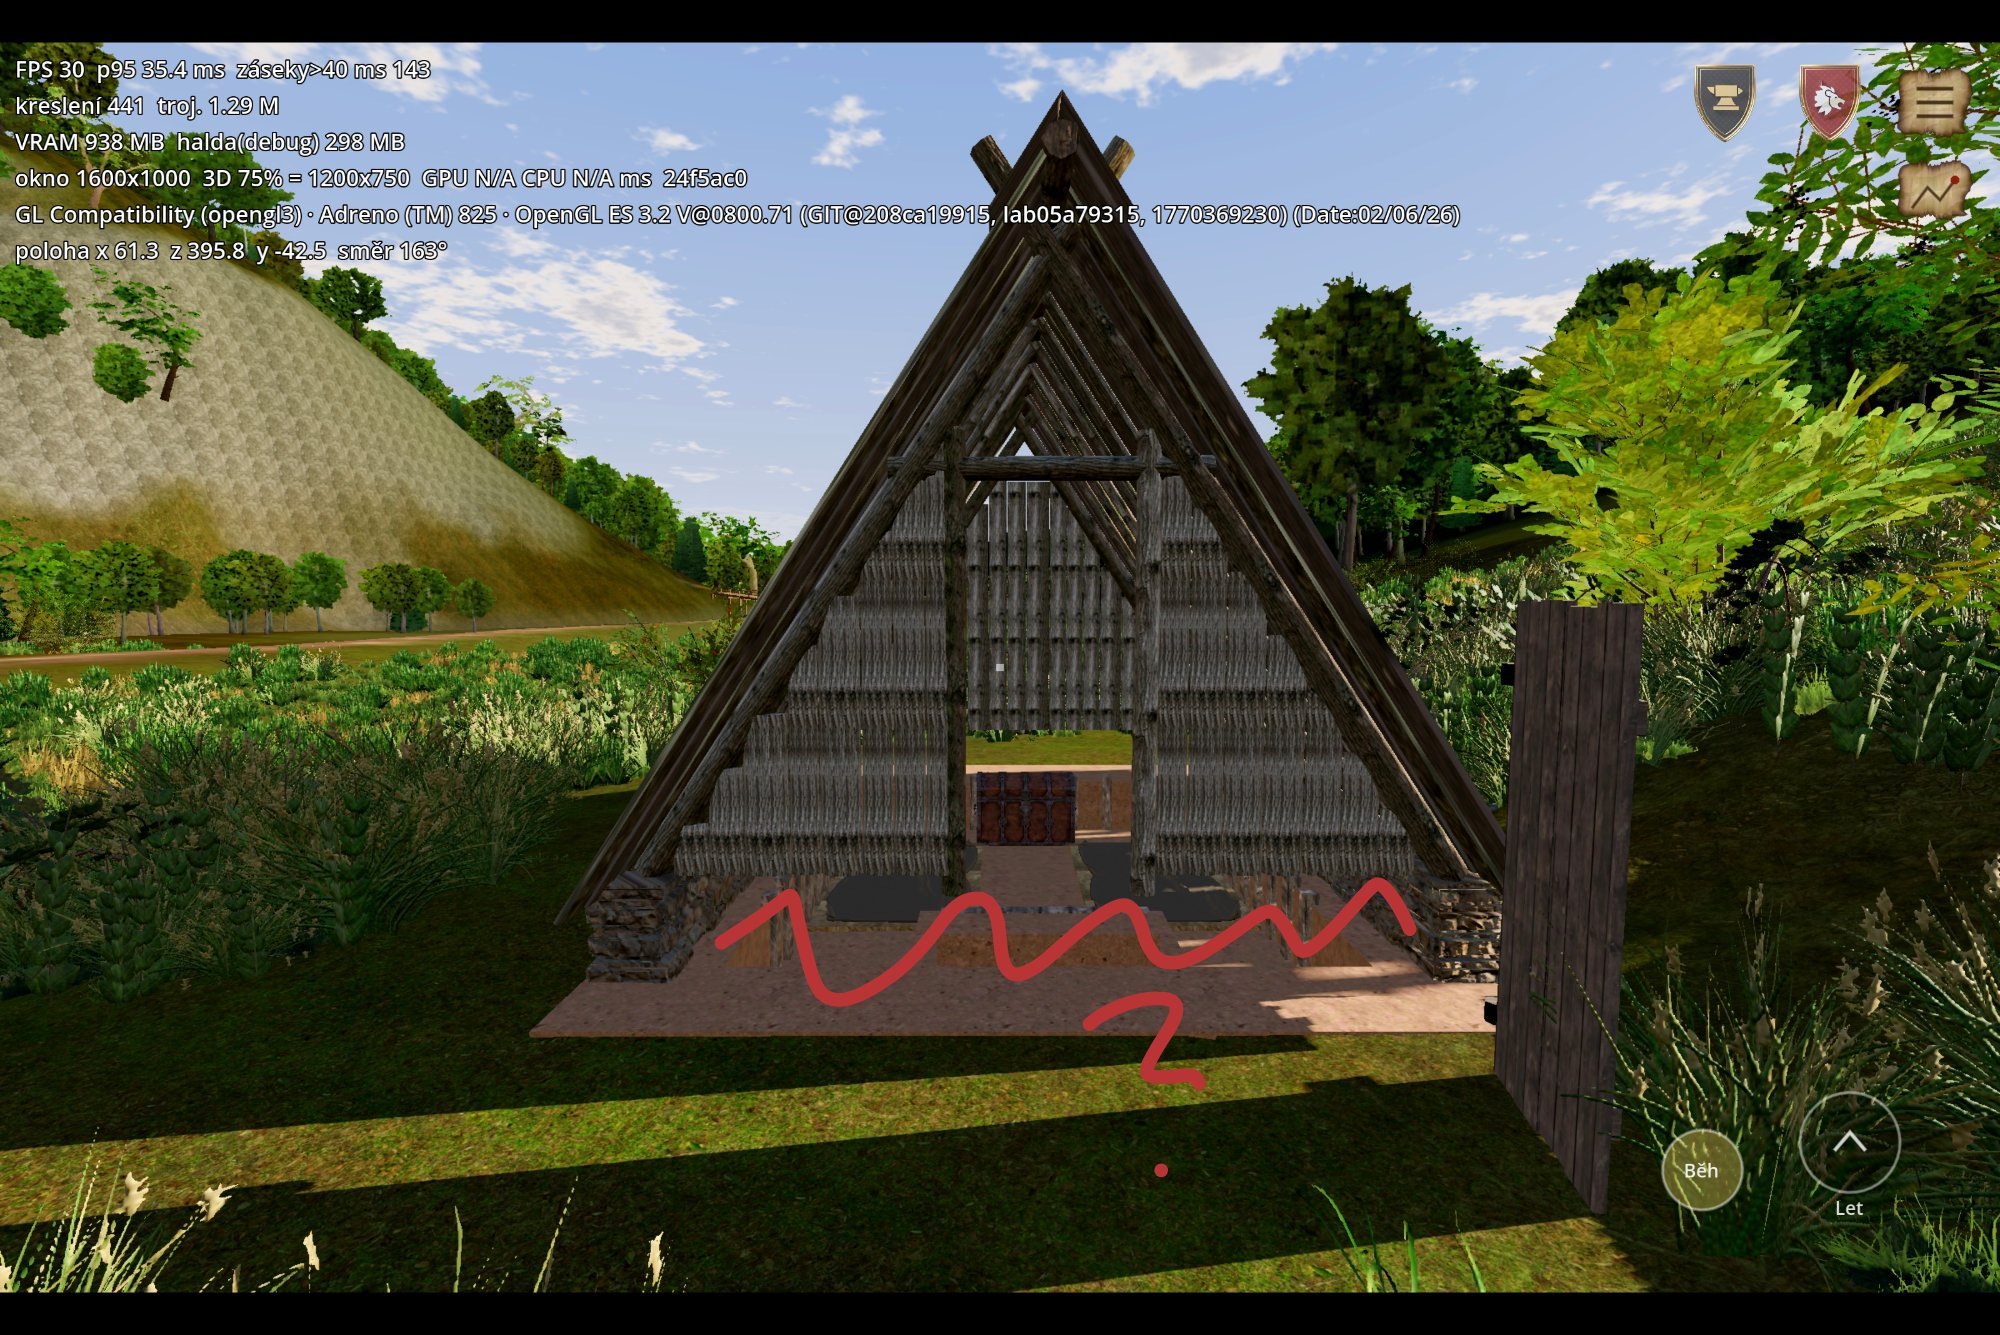 FPS 30  p95 35.4 ms  záseky>40 ms 143
kreslení 441  troj. 1.29 M
VRAM 938 MB  halda(debug) 298 MB
okno 1600x1000  3D 75% = 1200x750  GPU N/A CPU N/A ms  24f5ac0
GL Compatibility (opengl3) · Adreno (TM) 825 · OpenGL ES 3.2 V@0800.71 (GIT@208ca19915, Iab05a79315, 1770369230) (Date:02/06/26)
poloha x 61.3  z 395.8  y -42.5  směr 163°
?
Běh
Let